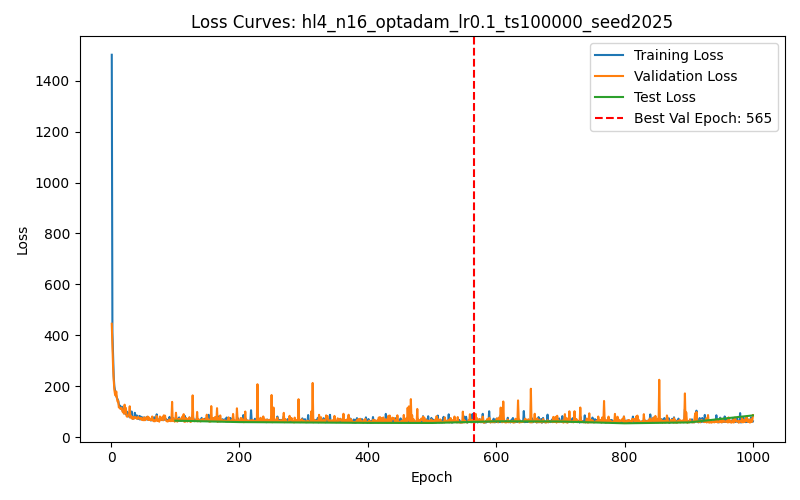 Loss Curves: hl4_n16_optadam_lr0.1_ts100000_seed2025
Training Loss
Validation Loss
Test Loss
Best Val Epoch: 565
Loss
1400
1200
1000
800
600
400
200
0
0 200 400 600 800 1000
Epoch